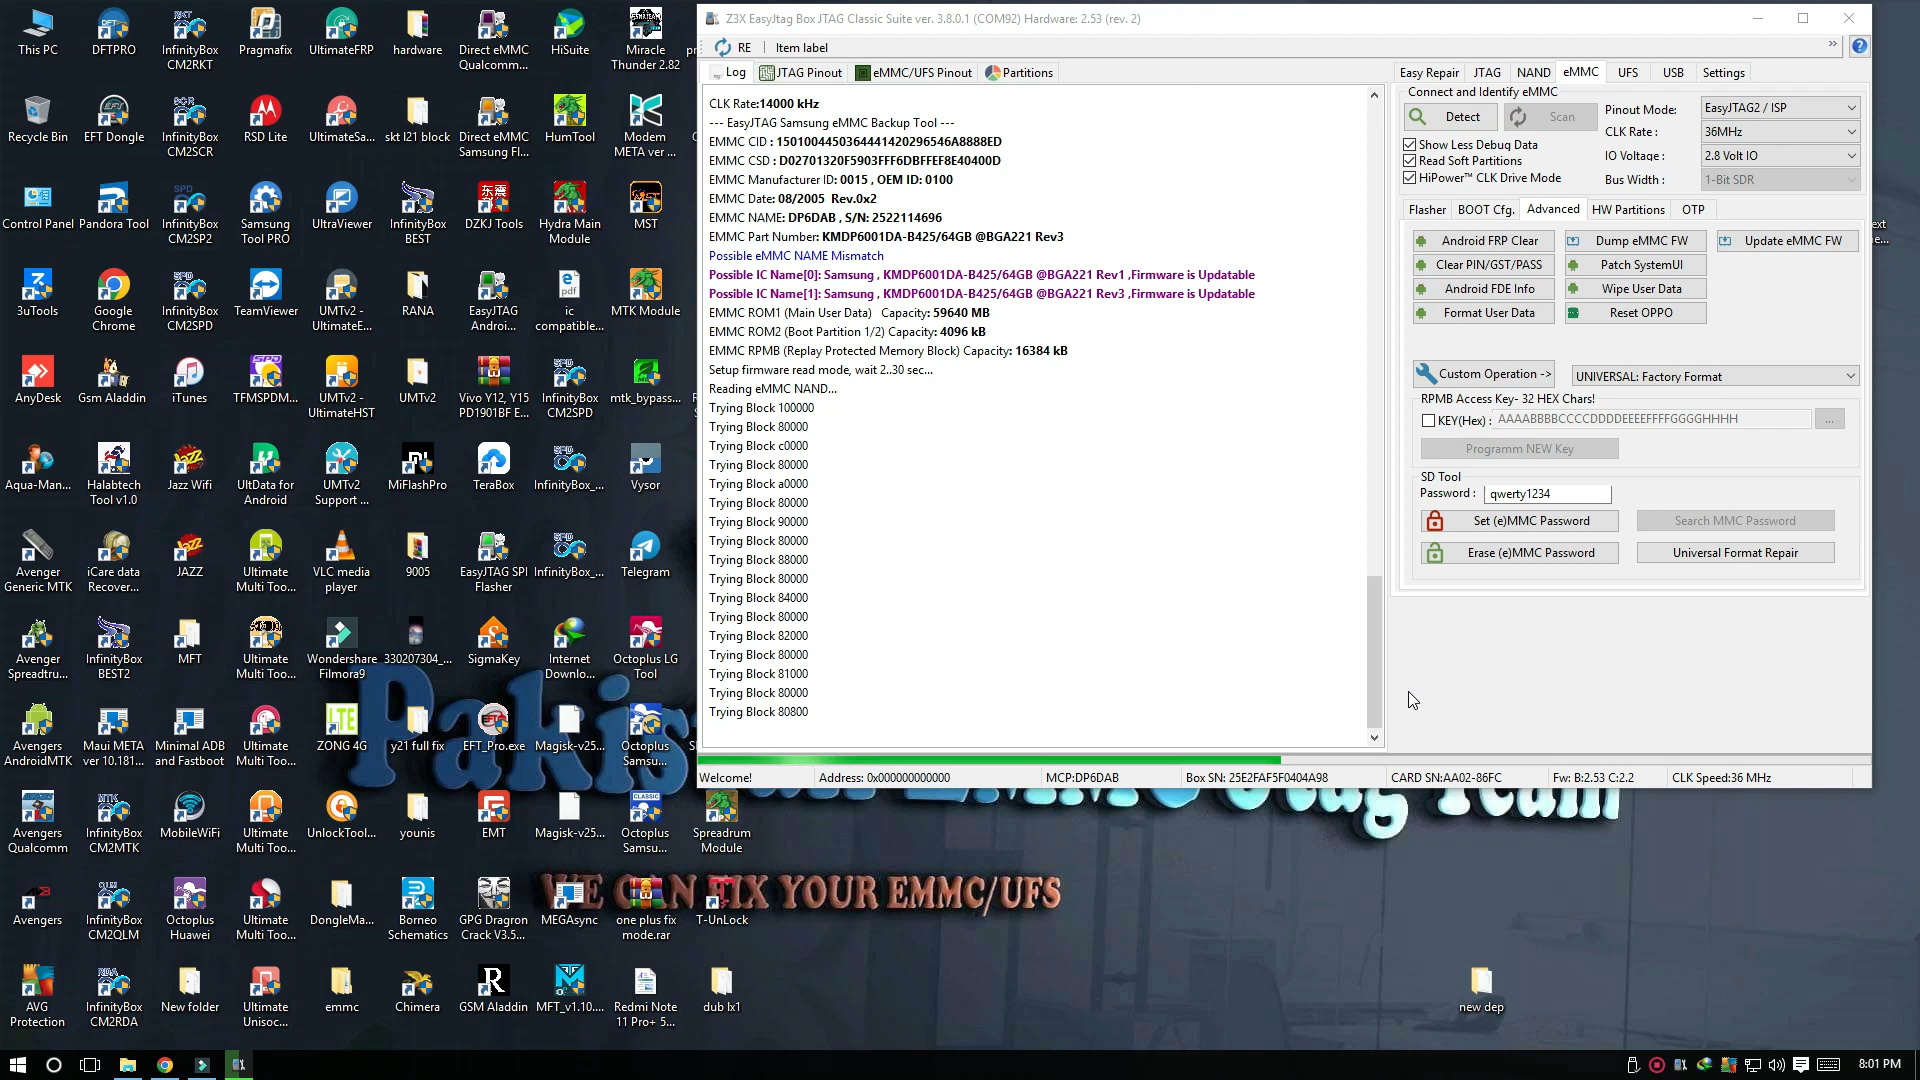 This PC
DFTPRO
InfinityBox CM2RKT
Pragmafix
UltimateFRP
hardware
Direct eMMC Qualcomm...
HiSuite
Miracle Thunder 2.82
Recycle Bin
EFT Dongle
InfinityBox CM2SCR
RSD Lite
UltimateSa...
skt l21 block
Direct eMMC Samsung Fl...
HumTool
Modem META ver ...
Control Panel
Pandora Tool
InfinityBox CM2SP2
Samsung Tool PRO
UltraViewer
InfinityBox BEST
DZKJ Tools
Hydra Main Module
MST
3uTools
Google Chrome
InfinityBox CM2SPD
TeamViewer
UMTv2 - UltimateE...
RANA
EasyJTAG Androi...
ic compatible...
MTK Module
AnyDesk
Gsm Aladdin
iTunes
TFMSPDM...
UMTv2 - UltimateHST
UMTv2
Vivo Y12, Y15 PD1901BF E...
InfinityBox CM2SPD
mtk_bypass...
Aqua-Man...
Halabtech Tool v1.0
Jazz Wifi
UltData for Android
UMTv2 Support ...
MiFlashPro
TeraBox
InfinityBox_...
Vysor
Avenger Generic MTK
iCare data Recover...
JAZZ
Ultimate Multi Too...
VLC media player
9005
EasyJTAG SPI Flasher
InfinityBox_...
Telegram
Avenger Spreadtru...
InfinityBox BEST2
MFT
Ultimate Multi Too...
Wondershare Filmora9
330207304_...
SigmaKey
Internet Downlo...
Octoplus LG Tool
Avengers AndroidMTK
Maui META ver 10.181...
Minimal ADB and Fastboot
Ultimate Multi Too...
ZONG 4G
y21 full fix
EFT_Pro.exe
Magisk-v25...
Octoplus Samsu...
Avengers Qualcomm
InfinityBox CM2MTK
MobileWiFi
Ultimate Multi Too...
UnlockTool...
younis
EMT
Magisk-v25...
Octoplus Samsu...
Spreadrum Module
Avengers
InfinityBox CM2QLM
Octoplus Huawei
Ultimate Multi Too...
DongleMa...
Borneo Schematics
GPG Dragron Crack V3.5...
MEGAsync
one plus fix mode.rar
T-UnLock
AVG Protection
InfinityBox CM2RDA
New folder
Ultimate Unisoc...
emmc
Chimera
GSM Aladdin
MFT_v1.10....
Redmi Note 11 Pro+ 5...
dub lx1
new dep
Z3X EasyJtag Box JTAG Classic Suite ver. 3.8.0.1 (COM92) Hardware: 2.53 (rev. 2)
RE | Item label
Log
JTAG Pinout
eMMC/UFS Pinout
Partitions
CLK Rate:14000 kHz
--- EasyJTAG Samsung eMMC Backup Tool ---
EMMC CID : 15010044503644414202965​46A8888ED
EMMC CSD : D02701320F5903FFF6DBFFEF8E40400D
EMMC Manufacturer ID: 0015 , OEM ID: 0100
EMMC Date: 08/2005 Rev.0x2
EMMC NAME: DP6DAB , S/N: 2522114696
EMMC Part Number: KMDP6001DA-B425/64GB @BGA221 Rev3
Possible eMMC NAME Mismatch
Possible IC Name[0]: Samsung , KMDP6001DA-B425/64GB @BGA221 Rev1 ,Firmware is Updatable
Possible IC Name[1]: Samsung , KMDP6001DA-B425/64GB @BGA221 Rev3 ,Firmware is Updatable
EMMC ROM1 (Main User Data) Capacity: 59640 MB
EMMC ROM2 (Boot Partition 1/2) Capacity: 4096 kB
EMMC RPMB (Replay Protected Memory Block) Capacity: 16384 kB
Setup firmware read mode, wait 2..30 sec...
Reading eMMC NAND...
Trying Block 100000
Trying Block 80000
Trying Block c0000
Trying Block 80000
Trying Block a0000
Trying Block 80000
Trying Block 90000
Trying Block 80000
Trying Block 88000
Trying Block 80000
Trying Block 84000
Trying Block 80000
Trying Block 82000
Trying Block 80000
Trying Block 81000
Trying Block 80000
Trying Block 80800
Easy Repair
JTAG
NAND
eMMC
UFS
USB
Settings
Connect and Identify eMMC
Detect
Scan
Pinout Mode: EasyJTAG2 / ISP
CLK Rate : 36MHz
Show Less Debug Data
IO Voltage : 2.8 Volt IO
Read Soft Partitions
HiPower™ CLK Drive Mode
Bus Width : 1-Bit SDR
Flasher
BOOT Cfg.
Advanced
HW Partitions
OTP
Android FRP Clear
Dump eMMC FW
Update eMMC FW
Clear PIN/GST/PASS
Patch SystemUI
Android FDE Info
Wipe User Data
Format User Data
Reset OPPO
Custom Operation ->
UNIVERSAL: Factory Format
RPMB Access Key- 32 HEX Chars!
KEY(Hex) : AAAABBBBCCCCDDDDEEEEFFFFGGGGHHHH
...
Programm NEW Key
SD Tool
Password : qwerty1234
Set (e)MMC Password
Search MMC Password
Erase (e)MMC Password
Universal Format Repair
Welcome!
Address: 0x000000000000
MCP:DP6DAB
Box SN: 25E2FAF5F0404A98
CARD SN:AA02-86FC
Fw: B:2.53 C:2.2
CLK Speed:36 MHz
WE CAN FIX YOUR EMMC/UFS
8:01 PM